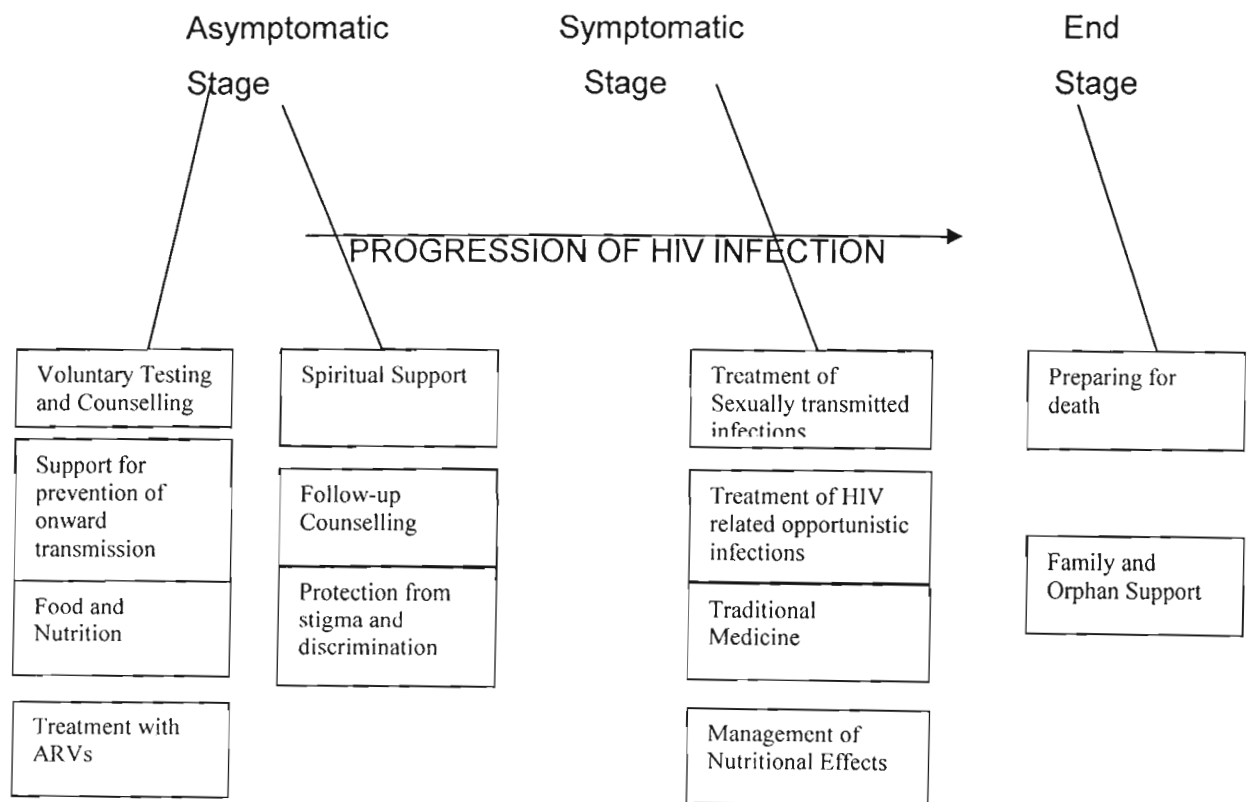 Asymptomatic
Stage
Symptomatic
Stage
End
Stage
PROGRESSION OF HIV INFECTION
Voluntary Testing
and Counselling
Support for
prevention of
onward
transmission
Food and
Nutrition
Treatment with
ARVs
Spiritual Support
Follow-up
Counselling
Protection from
stigma and
discrimination
Treatment of
Sexually transmitted
infections
Treatment of HIV
related opportunistic
infections
Traditional
Medicine
Management of
Nutritional Effects
Preparing for
death
Family and
Orphan Support